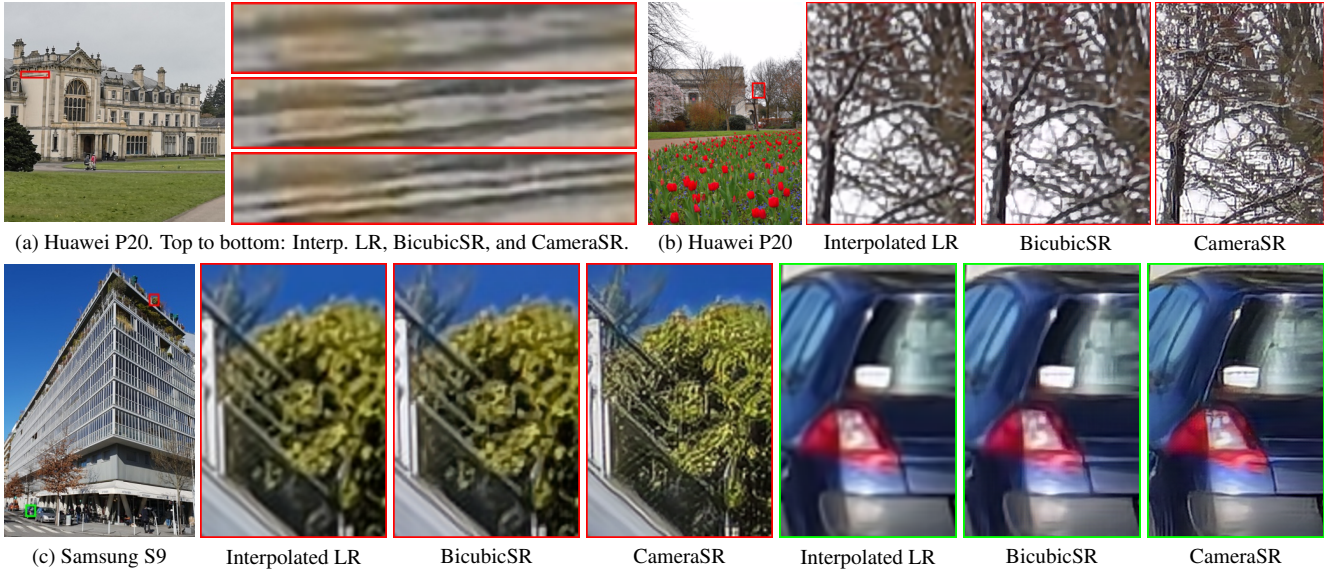 (a) Huawei P20. Top to bottom: Interp. LR, BicubicSR, and CameraSR.
(b) Huawei P20
Interpolated LR
BicubicSR
CameraSR
(c) Samsung S9
Interpolated LR
BicubicSR
CameraSR
Interpolated LR
BicubicSR
CameraSR